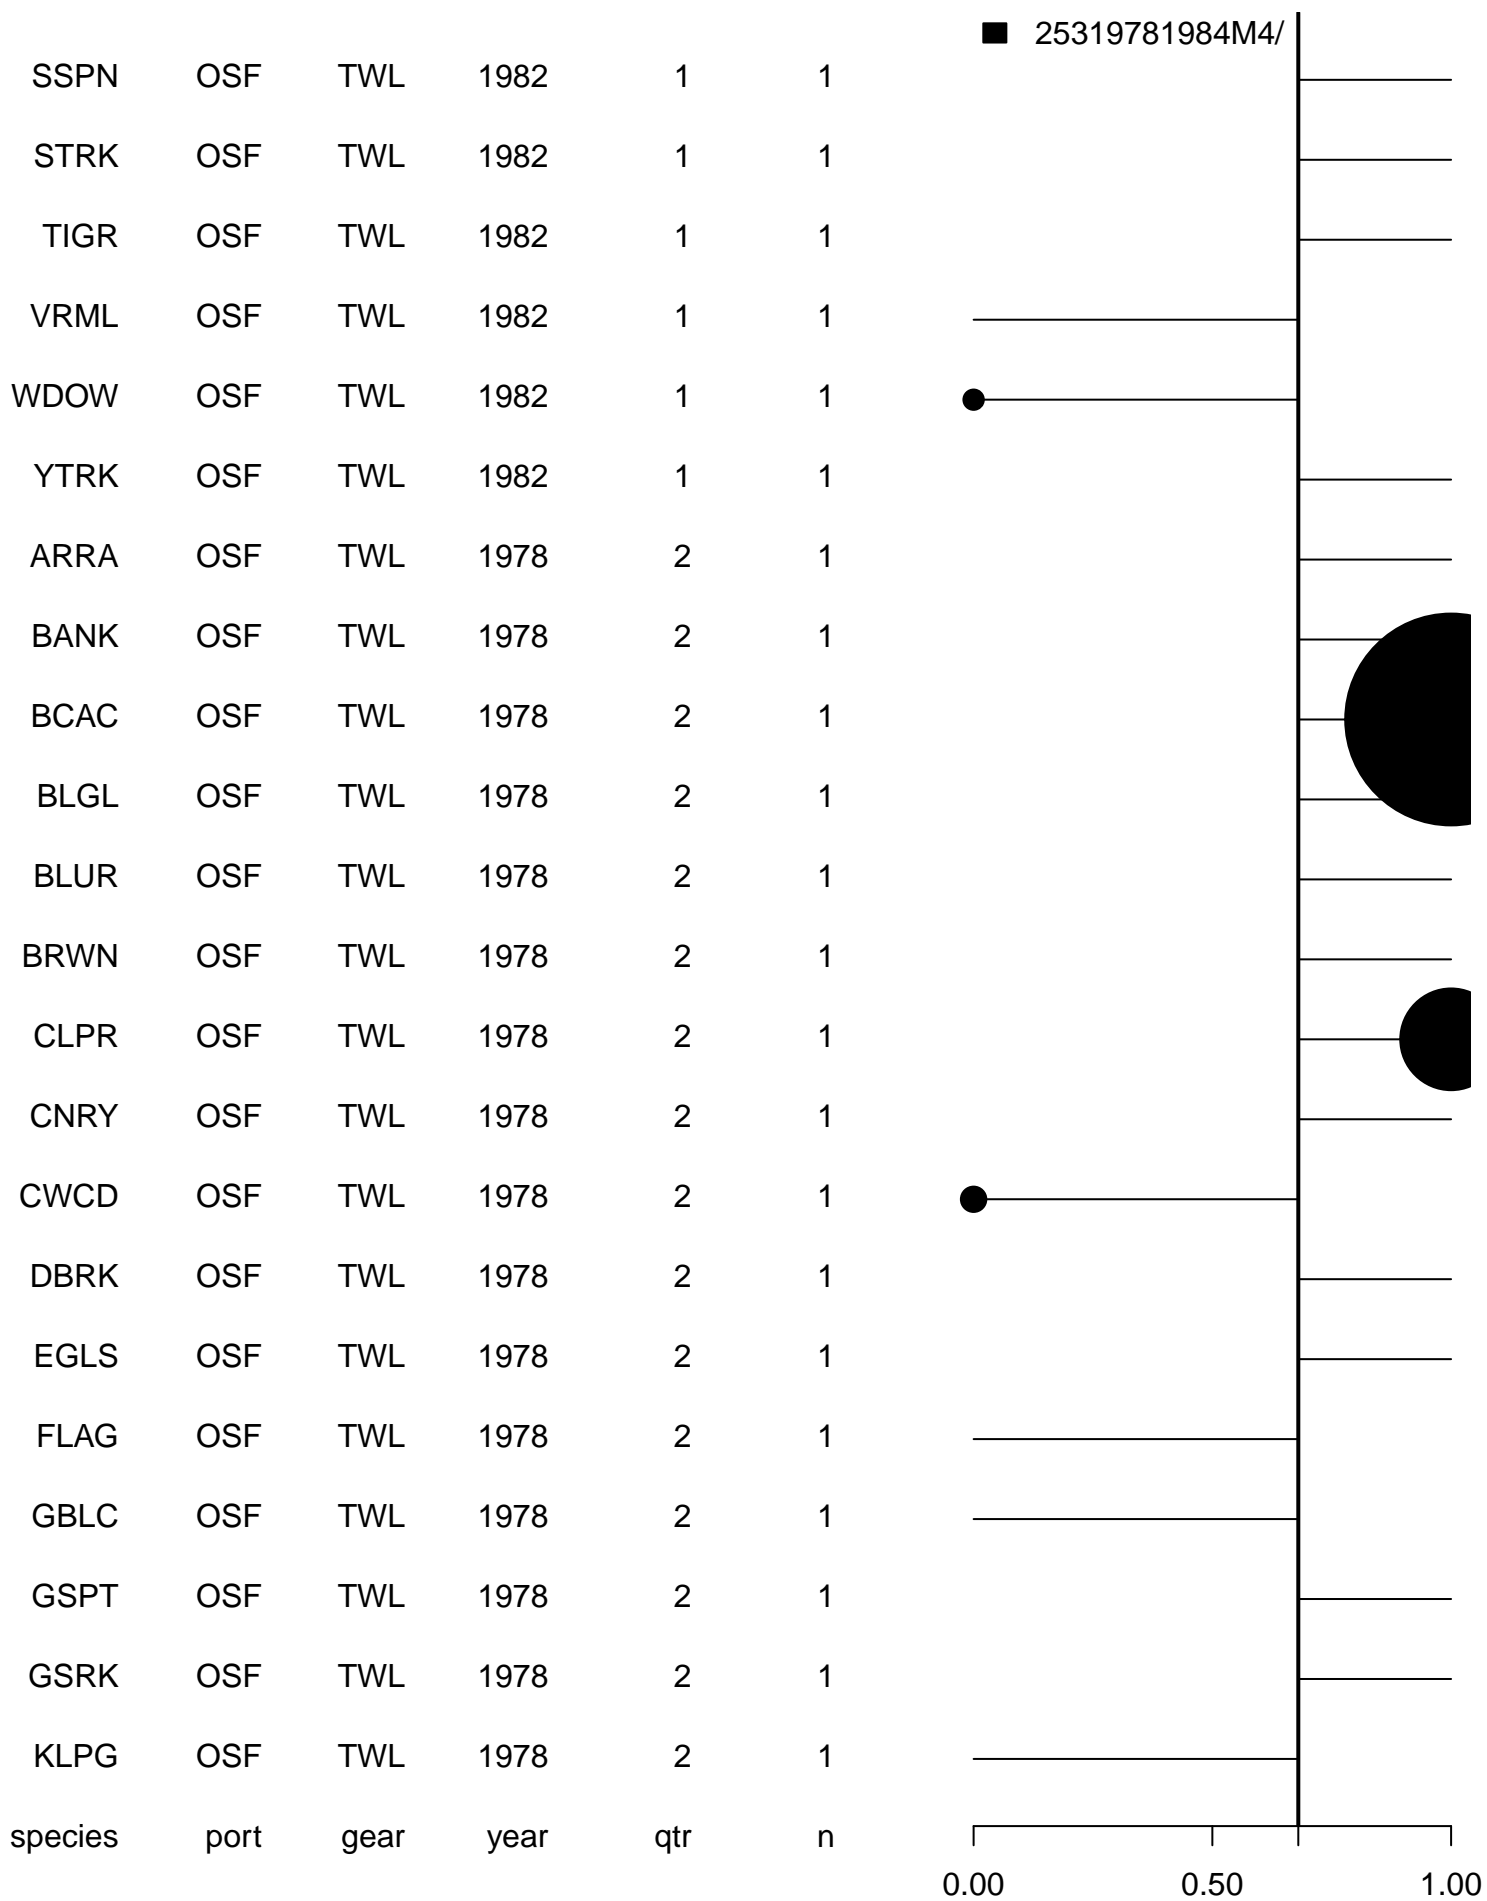 25319781984M4/
SSPN OSF TWL 1982 1 1
STRK OSF TWL 1982 1 1
TIGR OSF TWL 1982 1 1
VRML OSF TWL 1982 1 1
WDOW OSF TWL 1982 1 1
YTRK OSF TWL 1982 1 1
ARRA OSF TWL 1978 2 1
BANK OSF TWL 1978 2 1
BCAC OSF TWL 1978 2 1
BLGL OSF TWL 1978 2 1
BLUR OSF TWL 1978 2 1
BRWN OSF TWL 1978 2 1
CLPR OSF TWL 1978 2 1
CNRY OSF TWL 1978 2 1
CWCD OSF TWL 1978 2 1
DBRK OSF TWL 1978 2 1
EGLS OSF TWL 1978 2 1
FLAG OSF TWL 1978 2 1
GBLC OSF TWL 1978 2 1
GSPT OSF TWL 1978 2 1
GSRK OSF TWL 1978 2 1
KLPG OSF TWL 1978 2 1
species port gear year qtr n
0.00 0.50 1.00